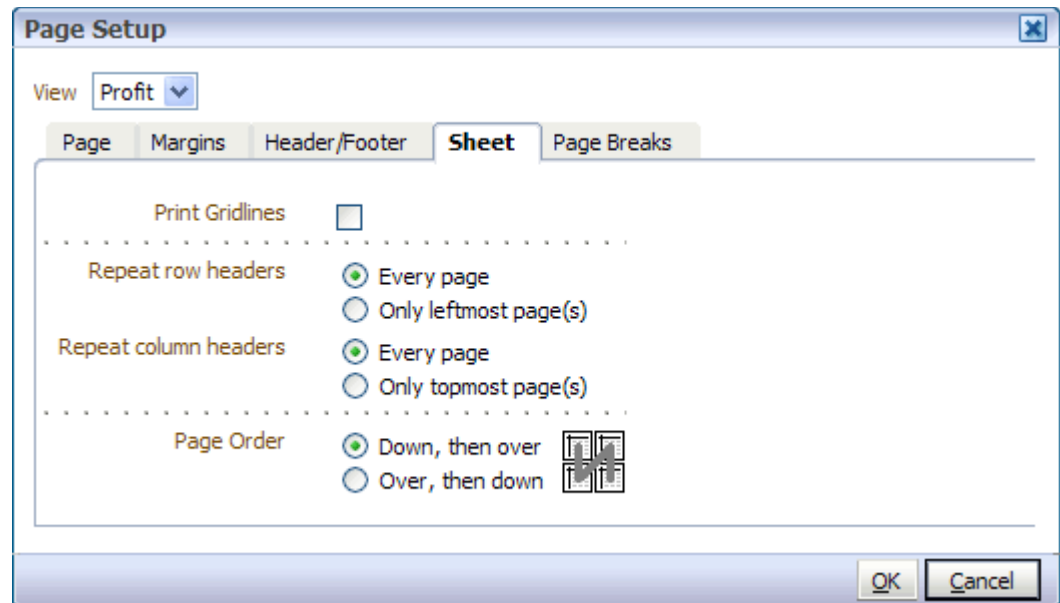 Page Setup
View Profit
Page Margins Header/Footer Sheet Page Breaks
Print Gridlines
Repeat row headers Every page
Only leftmost page(s)
Repeat column headers Every page
Only topmost page(s)
Page Order Down, then over
Over, then down
OK Cancel